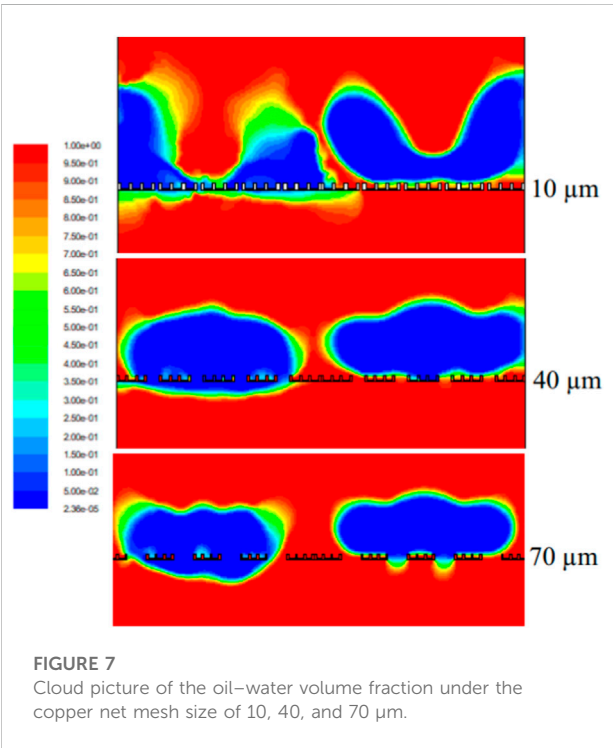 1.00e+00
9.50e-01
9.00e-01
8.50e-01
8.00e-01
7.50e-01
7.00e-01
6.50e-01
6.00e-01
5.50e-01
5.00e-01
4.50e-01
4.00e-01
3.50e-01
3.00e-01
2.50e-01
2.00e-01
1.50e-01
1.00e-01
5.00e-02
2.36e-05
10 μm
40 μm
70 μm
FIGURE 7
Cloud picture of the oil–water volume fraction under the
copper net mesh size of 10, 40, and 70 μm.